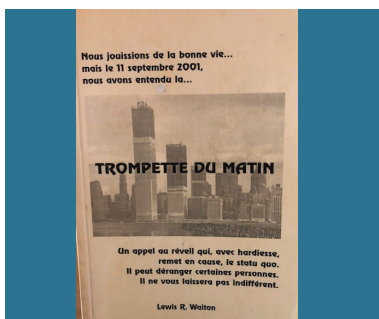 Nous jouissons de la bonne vie...
mais le 11 septembre 2001,
nous avons entendu la...
TROMPETTE DU MATIN
Un appel au réveil qui, avec hardiesse,
remet en cause, le statu quo.
Il peut déranger certaines personnes.
Il ne vous laissera pas indifférent.
Lewis R. Walton